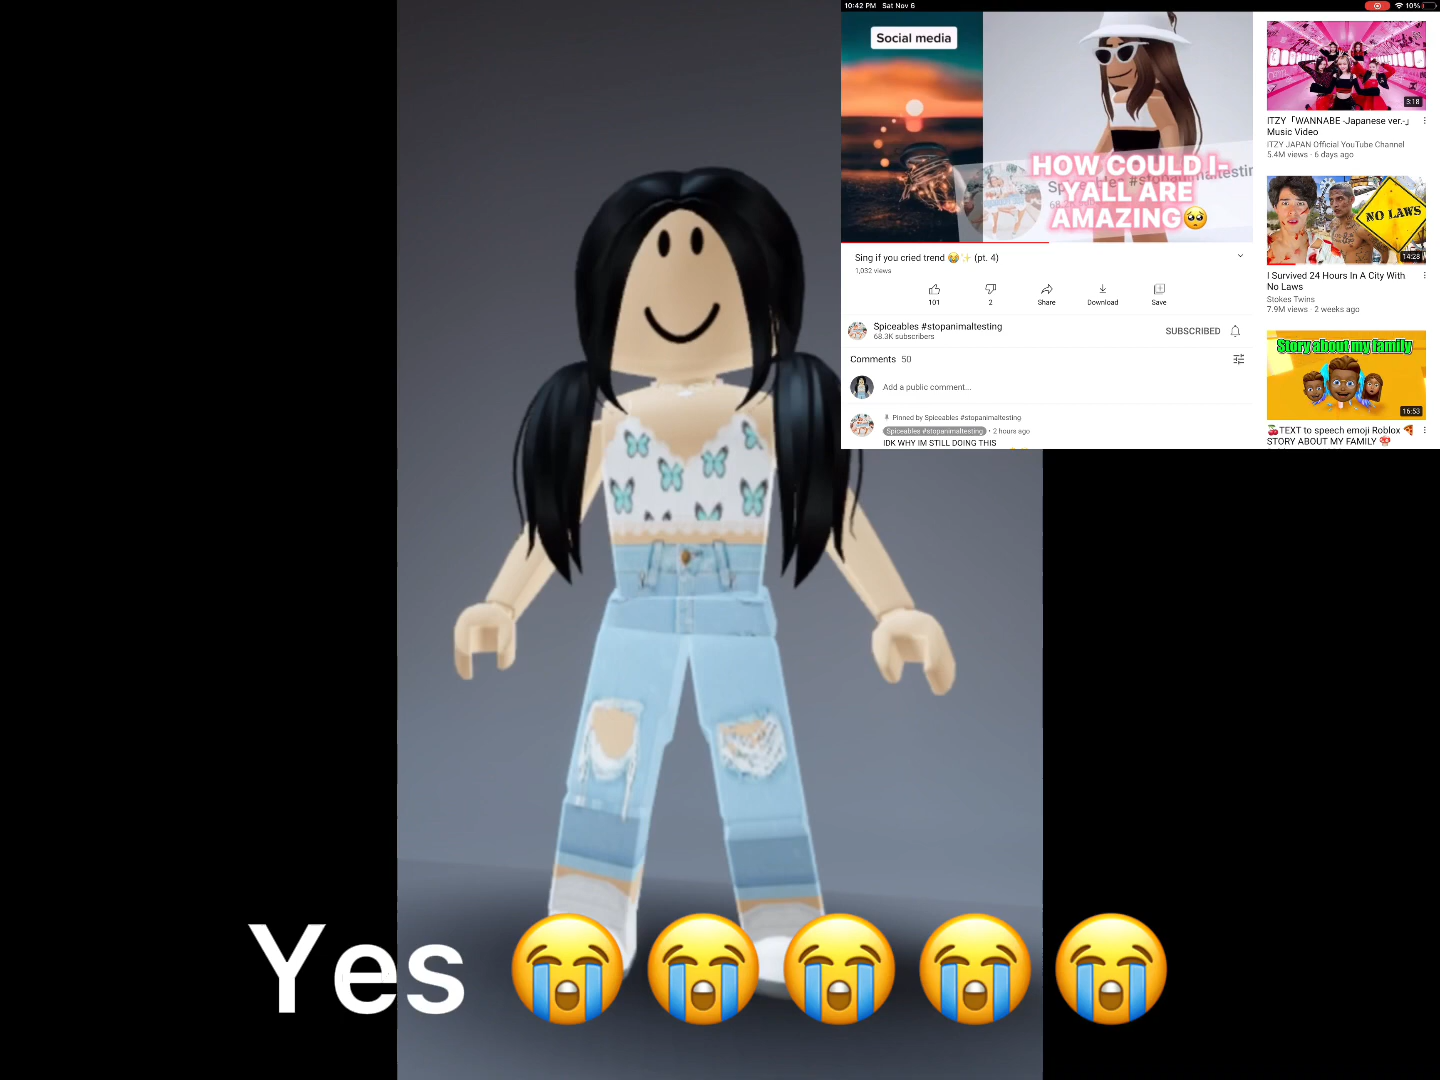 10:42 PM Sat Nov 6
10%
Social media
HOW COULD I-
YALL ARE
AMAZING🥺
Spiceables #stopanimaltesting
Sing if you cried trend 😭✨ (pt. 4)
1,032 views
101
2
Share
Download
Save
Spiceables #stopanimaltesting
68.3K subscribers
SUBSCRIBED
Comments 50
Add a public comment...
Pinned by Spiceables #stopanimaltesting
Spiceables #stopanimaltesting • 2 hours ago
IDK WHY IM STILL DOING THIS
3:18
ITZY「WANNABE -Japanese ver.-」
Music Video
ITZY JAPAN Official YouTube Channel
5.4M views · 6 days ago
NO LAWS
14:28
I Survived 24 Hours In A City With
No Laws
Stokes Twins
7.9M views · 2 weeks ago
Story about my family
16:53
🍒TEXT to speech emoji Roblox 🍕
STORY ABOUT MY FAMILY 🍄
Yes 😭😭😭😭😭